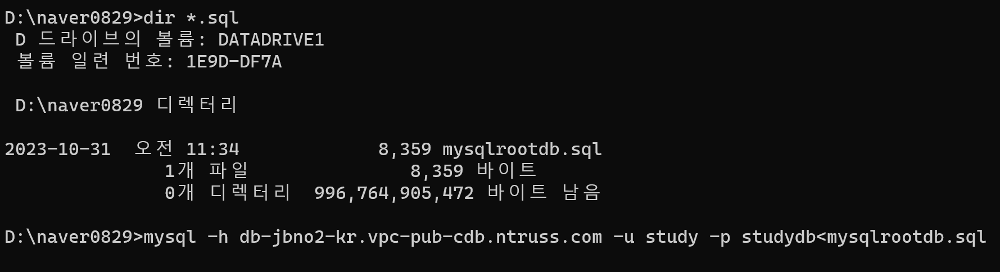 D:\naver0829>dir *.sql
D 드라이브의 볼륨: DATADRIVE1
볼륨 일련 번호: 1E9D-DF7A
D:\naver0829 디렉터리
2023-10-31  오전 11:34             8,359 mysqlrootdb.sql
1개 파일               8,359 바이트
0개 디렉터리  996,764,905,472 바이트 남음
D:\naver0829>mysql -h db-jbno2-kr.vpc-pub-cdb.ntruss.com -u study -p studydb<mysqlrootdb.sql